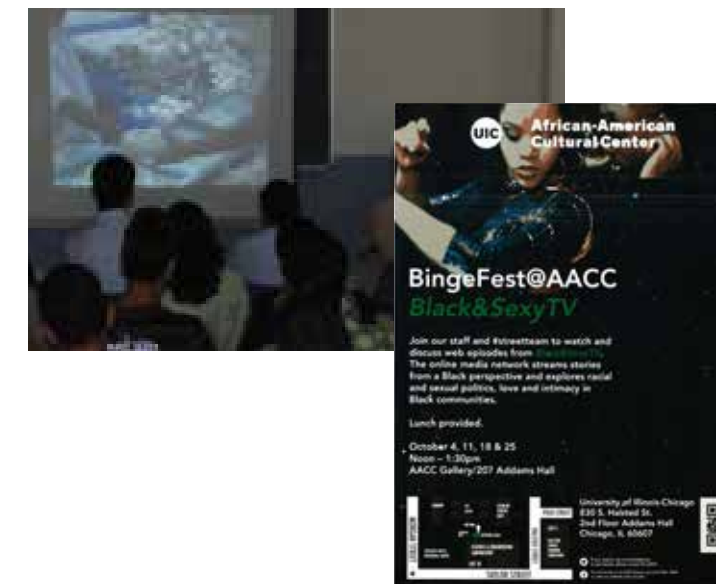 UIC
African-American
Cultural Center
BingeFest@AACC
Black&SexyTV
Join our staff and #streetteam to watch and
discuss web episodes from Black&SexyTV.
The online media network streams stories
from a Black perspective and explores racial
and sexual politics, love and intimacy in
Black communities.
Lunch provided.
October 4, 11, 18 & 25
Noon – 1:30pm
AACC Gallery/207 Addams Hall
University of Illinois-Chicago
830 S. Halsted St.
2nd Floor Addams Hall
Chicago, IL 60607
TAYLOR STREET